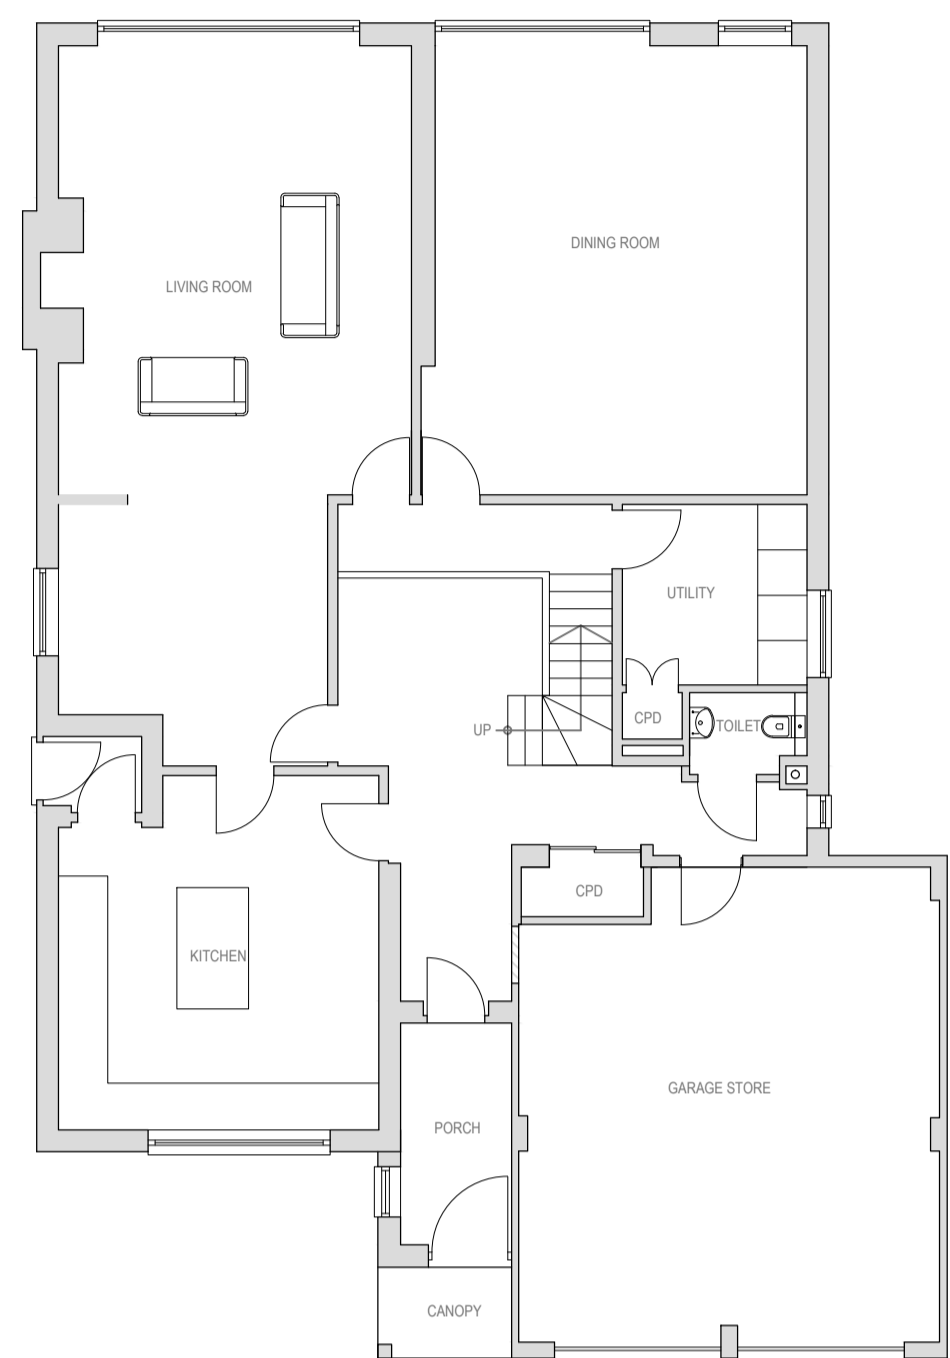 DINING ROOM
LIVING ROOM
UTILITY
CPD
TOILET
UP
CPD
KITCHEN
GARAGE STORE
PORCH
CANOPY